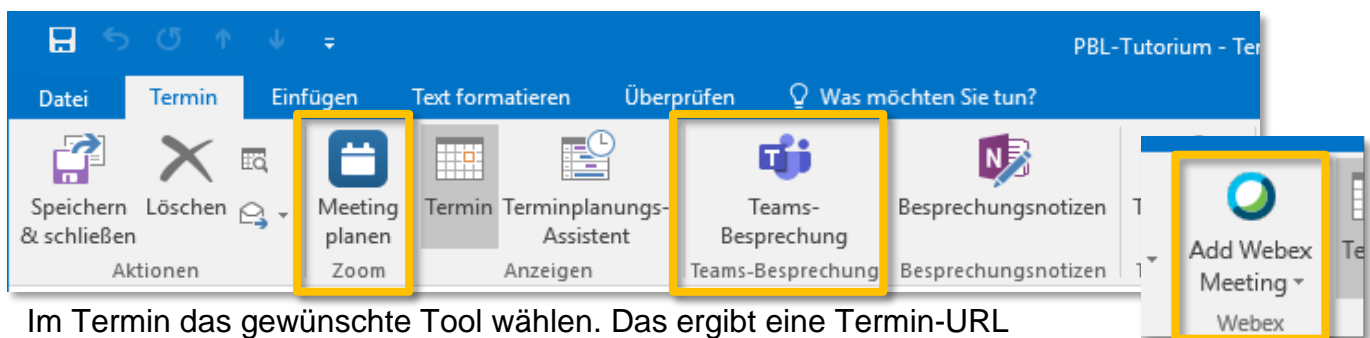 PBL-Tutorium - Ter
Datei Termin Einfügen Text formatieren Überprüfen Was möchten Sie tun?
Speichern
& schließen
Löschen
Aktionen
Meeting
planen
Zoom
Termin
Terminplanungs-
Assistent
Anzeigen
Teams-
Besprechung
Teams-Besprechung
Besprechungsnotizen
Besprechungsnotizen
Add Webex
Meeting
Webex
Te
Im Termin das gewünschte Tool wählen. Das ergibt eine Termin-URL